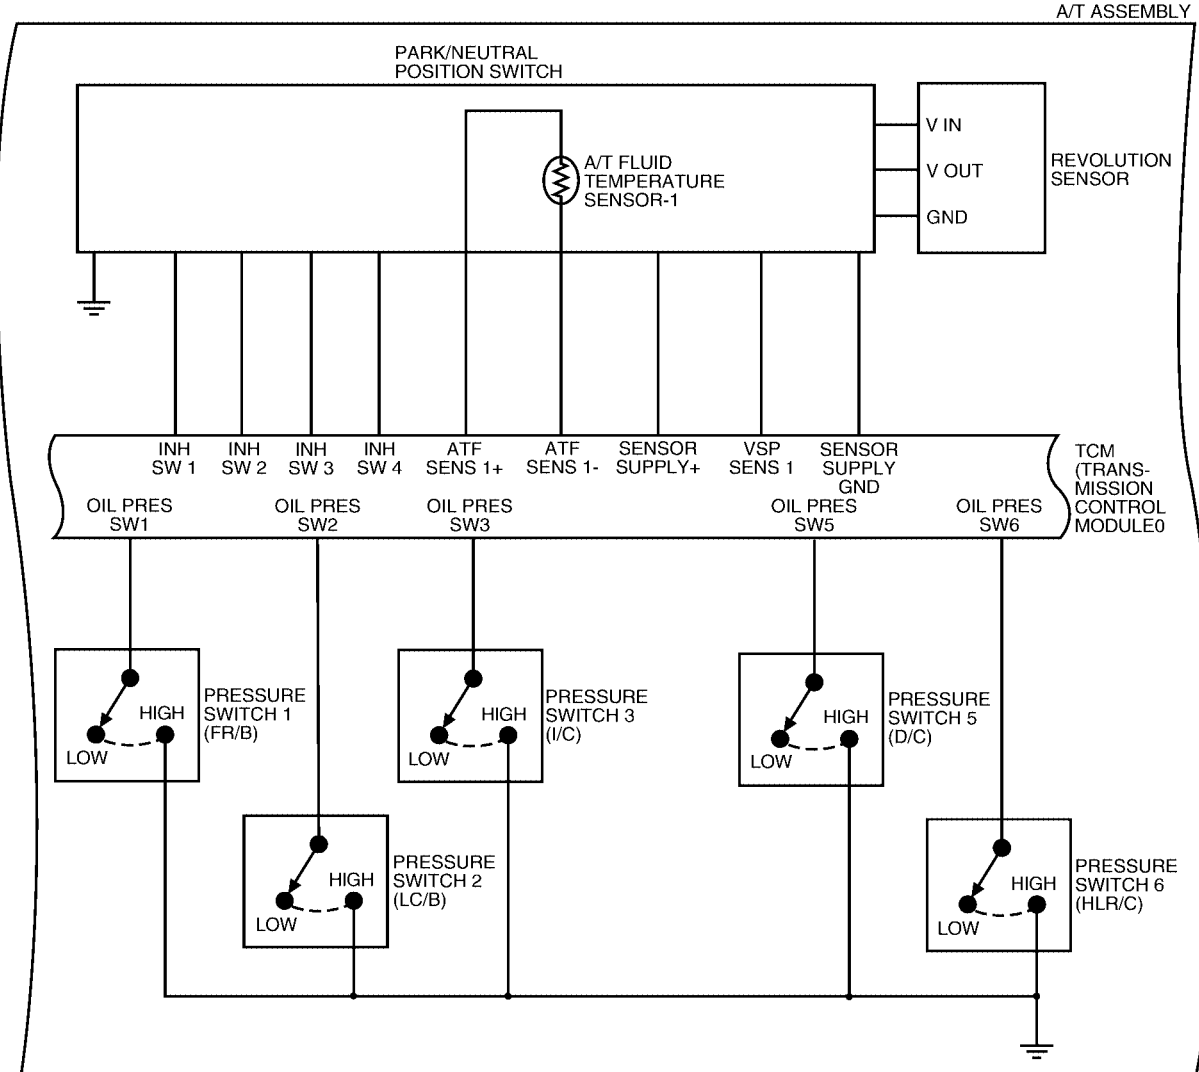 A/T ASSEMBLY
PARK/NEUTRAL
POSITION SWITCH
V IN
V OUT
GND
REVOLUTION
SENSOR
A/T FLUID
TEMPERATURE
SENSOR-1
INH
SW 1
INH
SW 2
INH
SW 3
INH
SW 4
ATF
SENS 1+
ATF
SENS 1-
SENSOR
SUPPLY+
VSP
SENS 1
SENSOR
SUPPLY
GND
TCM
(TRANS-
MISSION
CONTROL
MODULE0
OIL PRES
SW1
OIL PRES
SW2
OIL PRES
SW3
OIL PRES
SW5
OIL PRES
SW6
HIGH
LOW
PRESSURE
SWITCH 1
(FR/B)
HIGH
LOW
PRESSURE
SWITCH 2
(LC/B)
HIGH
LOW
PRESSURE
SWITCH 3
(I/C)
HIGH
LOW
PRESSURE
SWITCH 5
(D/C)
HIGH
LOW
PRESSURE
SWITCH 6
(HLR/C)